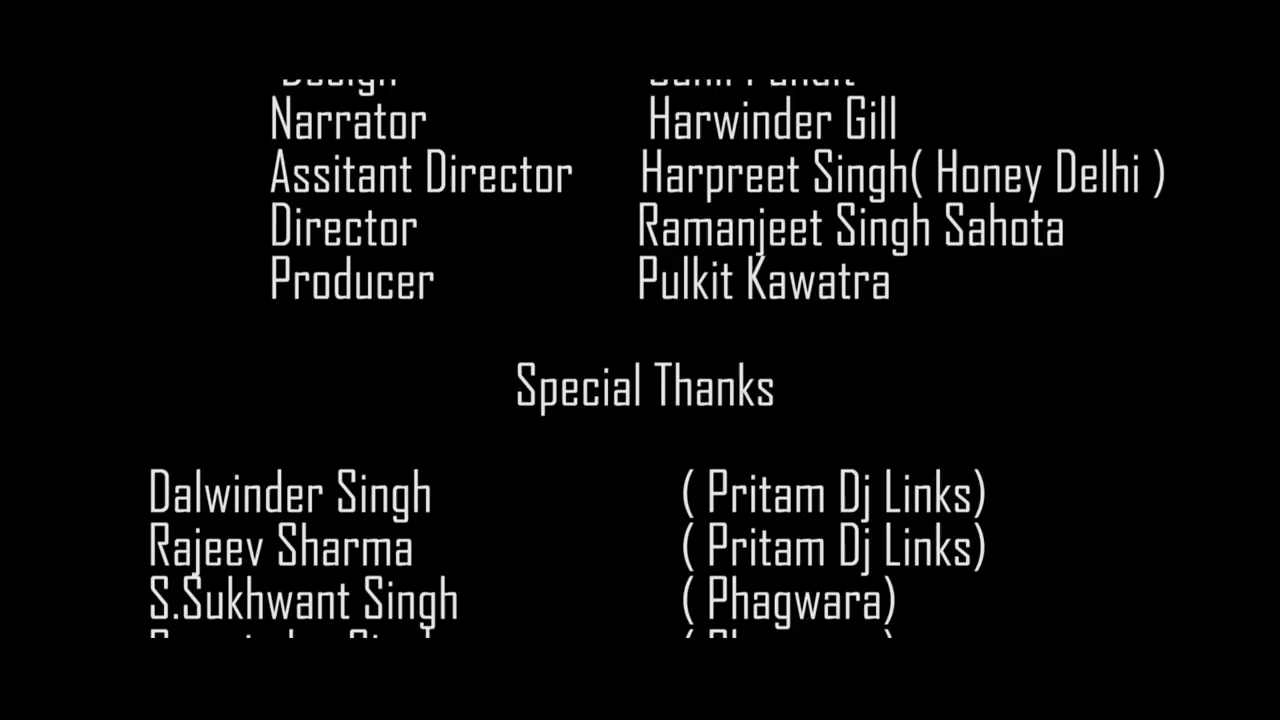 Design
Narrator Harwinder Gill
Assitant Director Harpreet Singh( Honey Delhi )
Director Ramanjeet Singh Sahota
Producer Pulkit Kawatra
Special Thanks
Dalwinder Singh ( Pritam Dj Links)
Rajeev Sharma ( Pritam Dj Links)
S.Sukhwant Singh ( Phagwara)